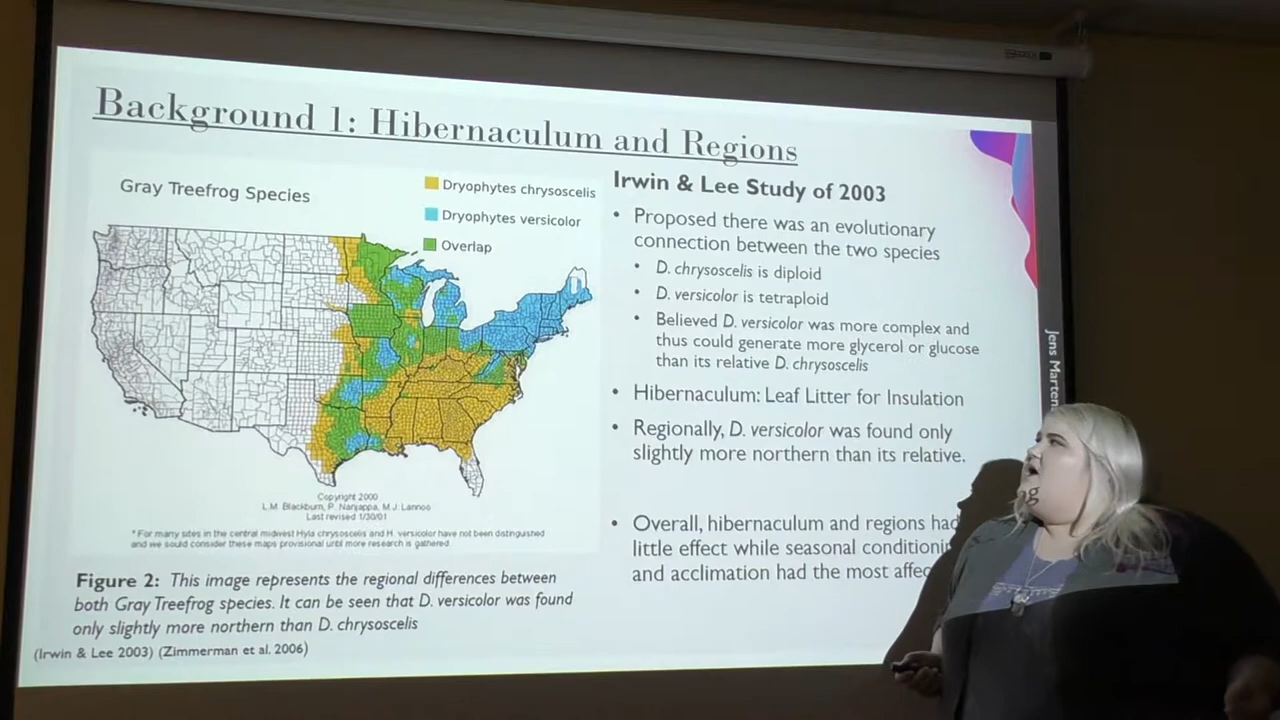 Background 1: Hibernaculum and Regions
Gray Treefrog Species
Dryophytes chrysoscelis
Dryophytes versicolor
Overlap
Copyright 2000
L.M. Blackburn, P. Nanjappa, M.J. Lannoo
Last revised 1/30/01
* For many sites in the central midwest Hyla chrysoscelis and H. versicolor have not been distinguished
and we sould consider these maps provisional until more research is gathered.
Figure 2: This image represents the regional differences between
both Gray Treefrog species. It can be seen that D. versicolor was found
only slightly more northern than D. chrysoscelis
(Irwin & Lee 2003) (Zimmerman et al. 2006)
Irwin & Lee Study of 2003
• Proposed there was an evolutionary
connection between the two species
• D. chrysoscelis is diploid
• D. versicolor is tetraploid
• Believed D. versicolor was more complex and
thus could generate more glycerol or glucose
than its relative D. chrysoscelis
• Hibernaculum: Leaf Litter for Insulation
• Regionally, D. versicolor was found only
slightly more northern than its relative.
• Overall, hibernaculum and regions had
little effect while seasonal
and acclimation had the most
Jens